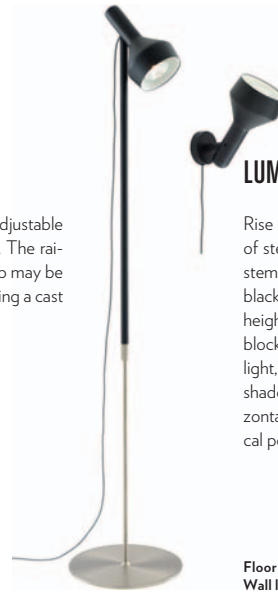 djustable
. The rai-
o may be
ing a cast
LUM
Rise
of ste
stem
black
heigh
block
light,
shade
zonta
cal po
Floor
Wall l